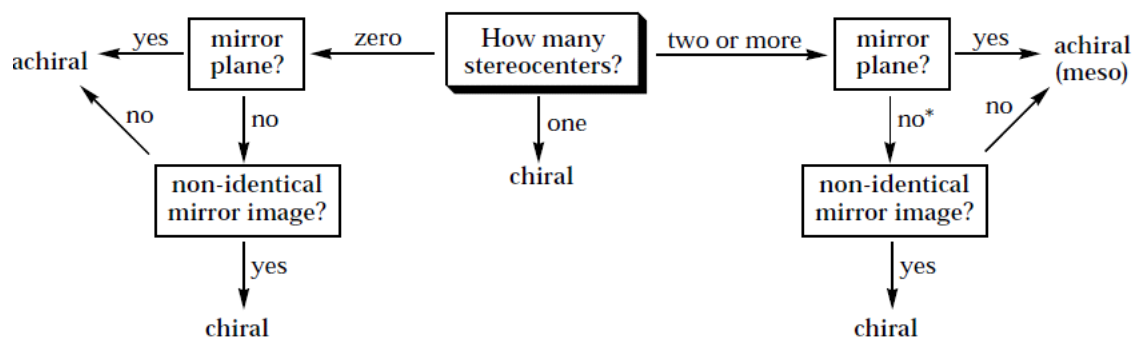 How many
stereocenters?
zero
mirror
plane?
yes
achiral
no
no
non-identical
mirror image?
yes
chiral
one
chiral
two or more
mirror
plane?
yes
achiral
(meso)
no*
no
non-identical
mirror image?
yes
chiral